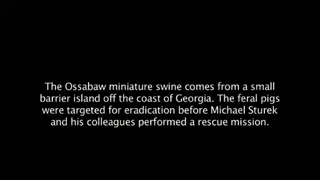 The Ossabaw miniature swine comes from a small
barrier island off the coast of Georgia. The feral pigs
were targeted for eradication before Michael Sturek
and his colleagues performed a rescue mission.